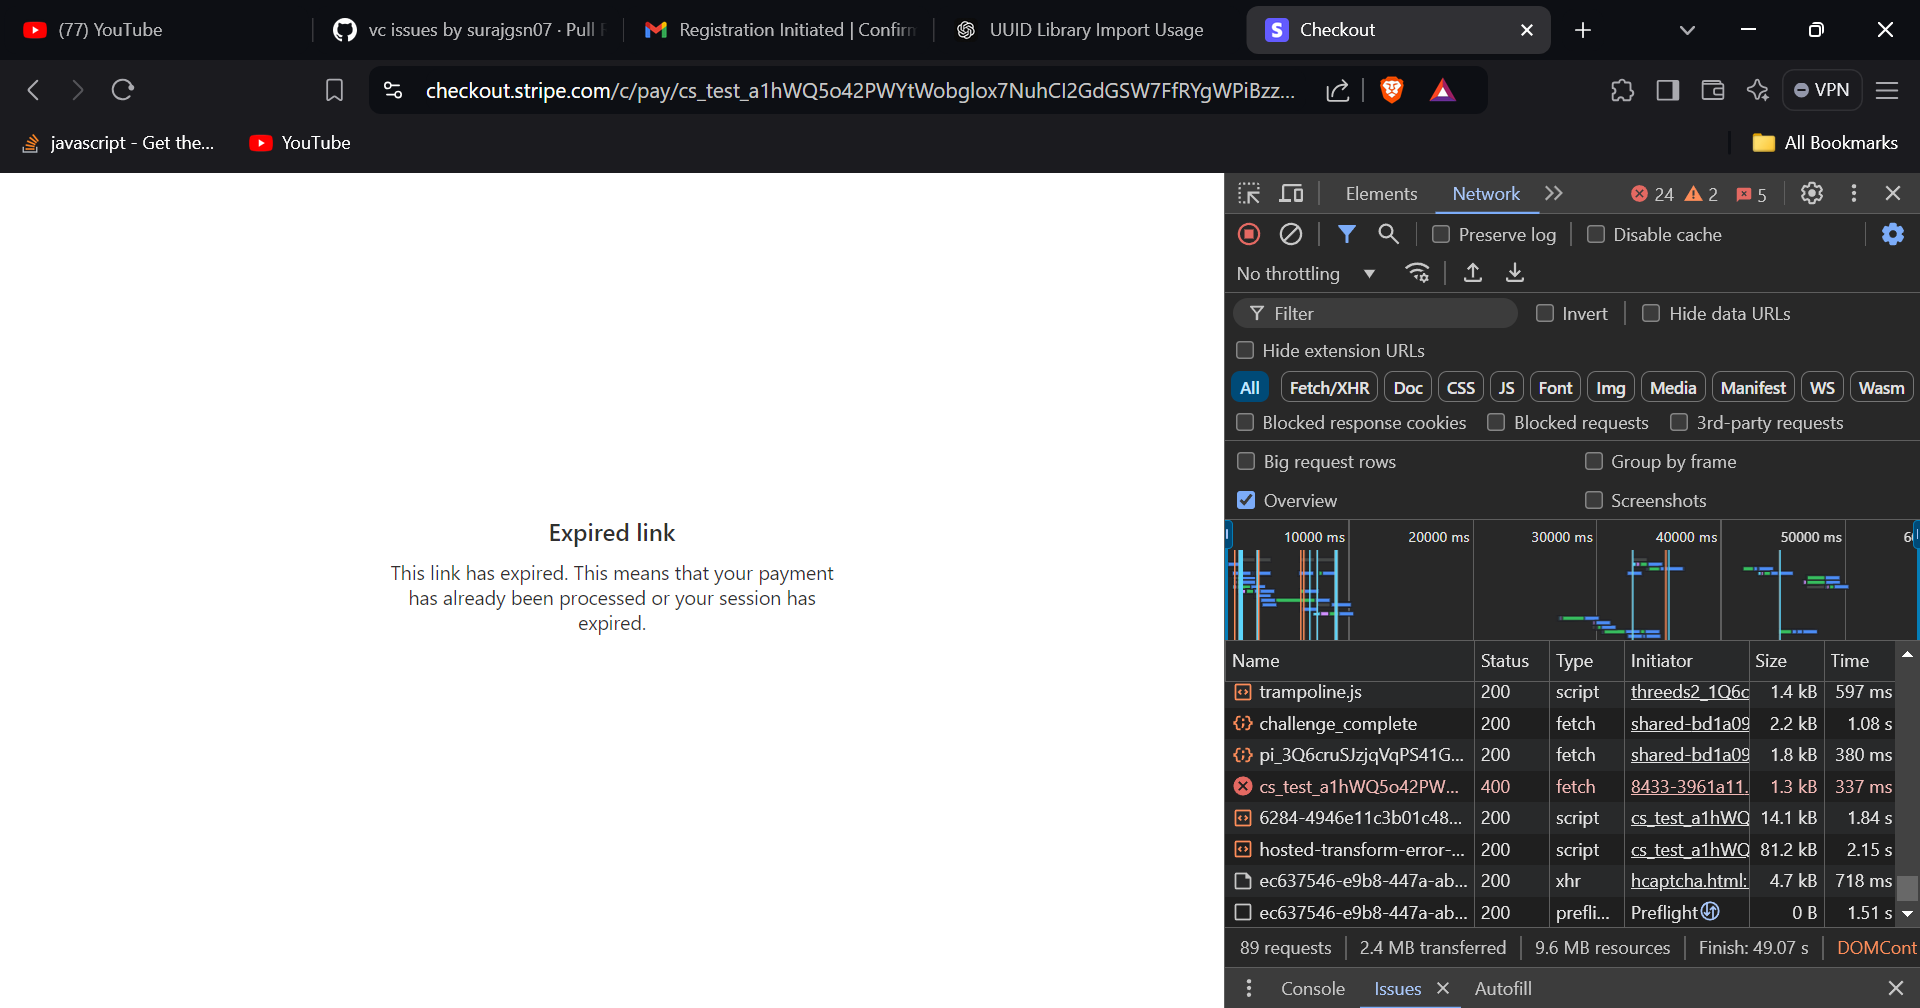 (77) YouTube
vc issues by surajgsn07 · Pull
Registration Initiated | Confirm
UUID Library Import Usage
Checkout
checkout.stripe.com/c/pay/cs_test_a1hWQ5o42PWYtWobglox7NuhCI2GdGSW7FfRYgWPiBzz...
VPN
javascript - Get the...
YouTube
All Bookmarks
Elements
Network
24
2
5
Preserve log
Disable cache
No throttling
Filter
Invert
Hide data URLs
Hide extension URLs
All
Fetch/XHR
Doc
CSS
JS
Font
Img
Media
Manifest
WS
Wasm
Blocked response cookies
Blocked requests
3rd-party requests
Big request rows
Group by frame
Overview
Screenshots
10000 ms
20000 ms
30000 ms
40000 ms
50000 ms
Expired link
This link has expired. This means that your payment
has already been processed or your session has
expired.
Name Status Type Initiator Size Time
trampoline.js 200 script threeds2_1Q6c 1.4 kB 597 ms
challenge_complete 200 fetch shared-bd1a09 2.2 kB 1.08 s
pi_3Q6cruSJzjqVqPS41G... 200 fetch shared-bd1a09 1.8 kB 380 ms
cs_test_a1hWQ5o42PW... 400 fetch 8433-3961a11. 1.3 kB 337 ms
6284-4946e11c3b01c48... 200 script cs_test_a1hWQ 14.1 kB 1.84 s
hosted-transform-error-... 200 script cs_test_a1hWQ 81.2 kB 2.15 s
ec637546-e9b8-447a-ab... 200 xhr hcaptcha.html: 4.7 kB 718 ms
ec637546-e9b8-447a-ab... 200 prefli... Preflight 0 B 1.51 s
89 requests
2.4 MB transferred
9.6 MB resources
Finish: 49.07 s
DOMCont
Console
Issues
Autofill